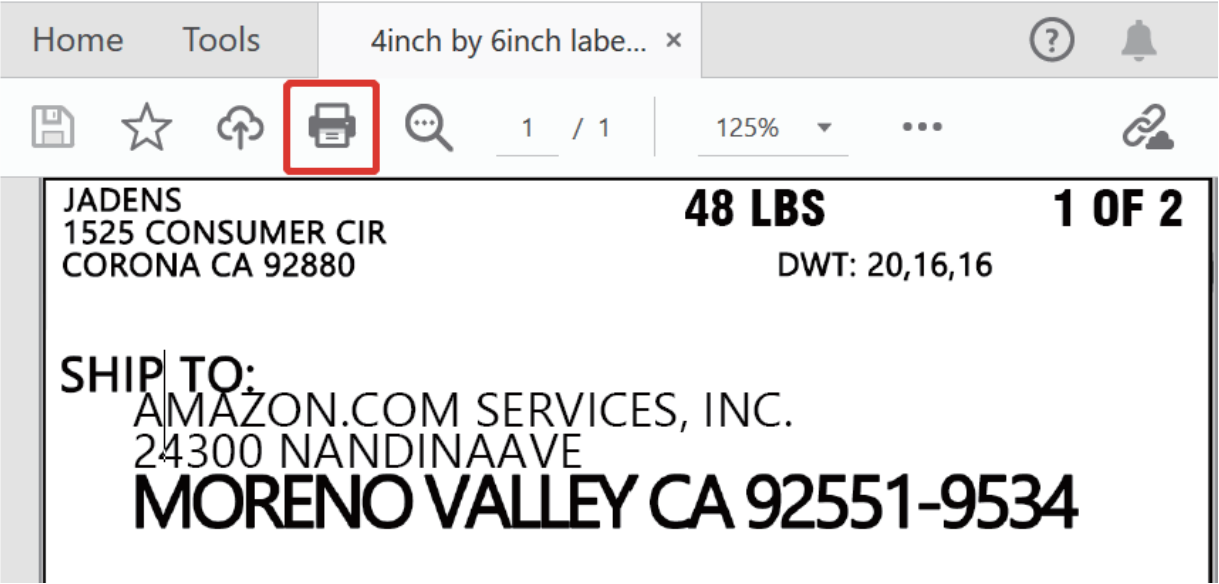 Home Tools 4inch by 6inch labe... ×
1 / 1 125%
JADENS 48 LBS 1 OF 2
1525 CONSUMER CIR
CORONA CA 92880 DWT: 20,16,16
SHIP TO:
AMAZON.COM SERVICES, INC.
24300 NANDINAAVE
MORENO VALLEY CA 92551-9534